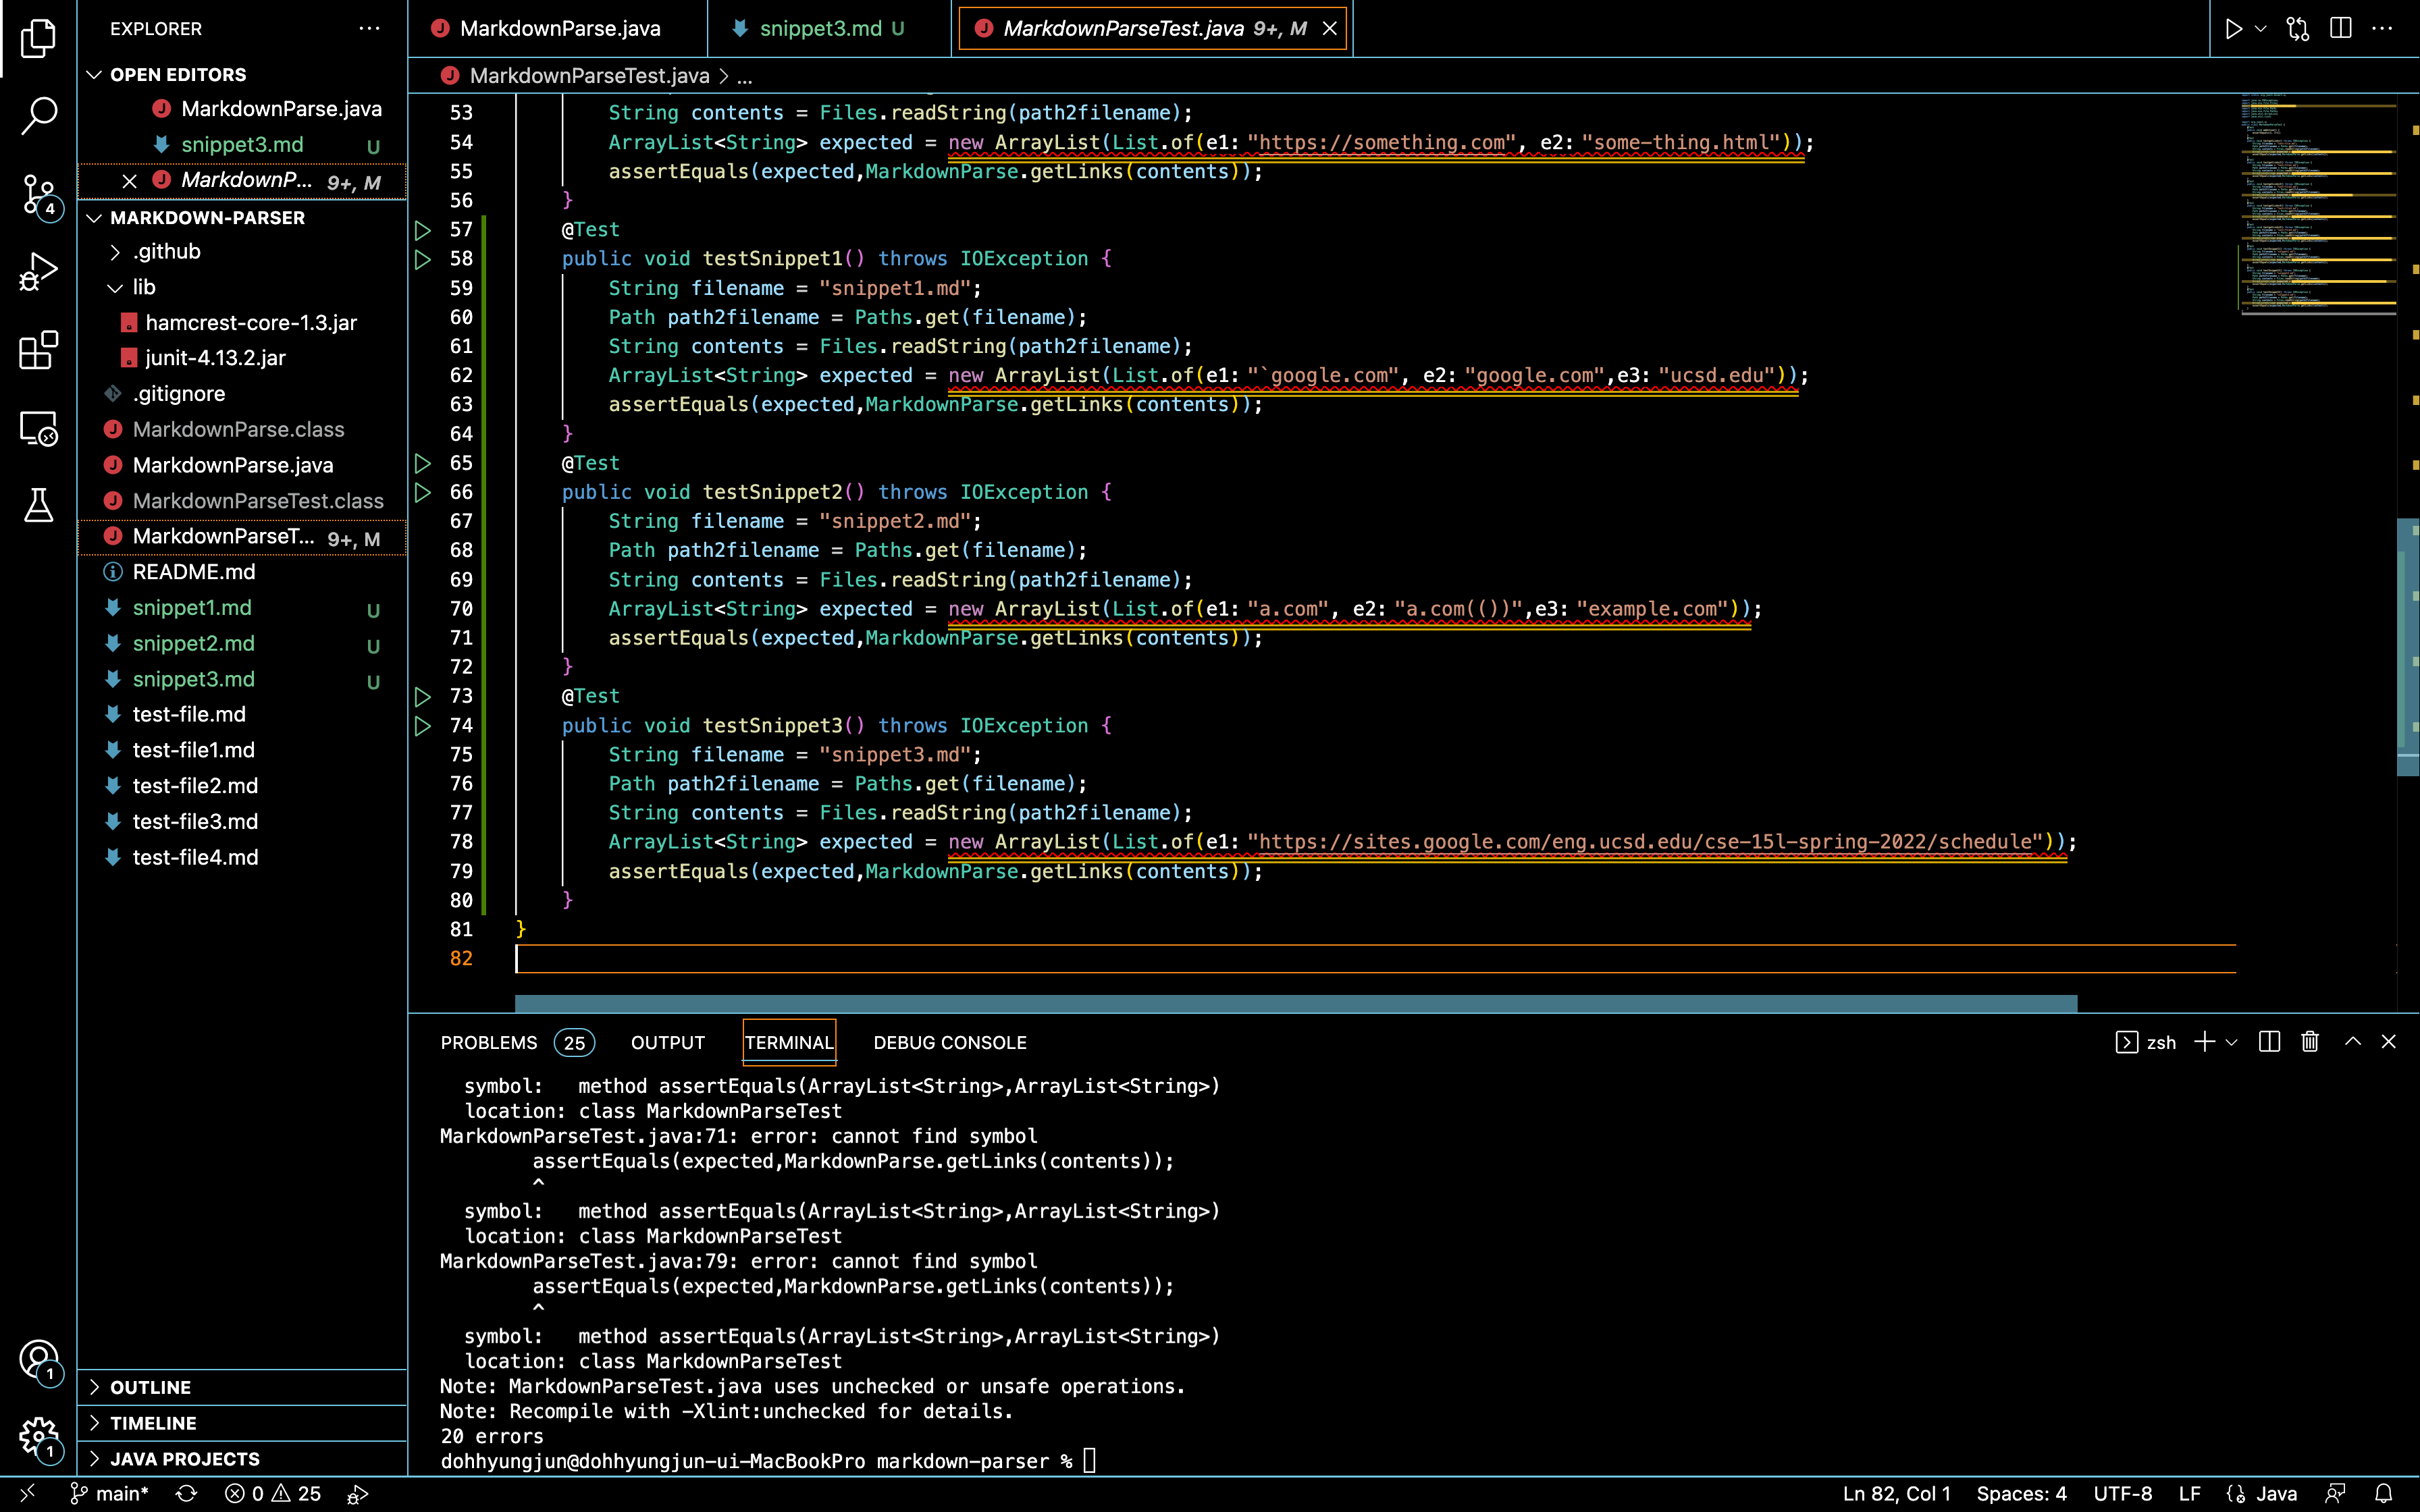 EXPLORER
OPEN EDITORS
MarkdownParse.java
snippet3.md U
MarkdownP... 9+, M
MARKDOWN-PARSER
.github
lib
hamcrest-core-1.3.jar
junit-4.13.2.jar
.gitignore
MarkdownParse.class
MarkdownParse.java
MarkdownParseTest.class
MarkdownParseT... 9+, M
README.md
snippet1.md U
snippet2.md U
snippet3.md U
test-file.md
test-file1.md
test-file2.md
test-file3.md
test-file4.md
OUTLINE
TIMELINE
JAVA PROJECTS
4
1
1
MarkdownParse.java
snippet3.md U
MarkdownParseTest.java 9+, M
MarkdownParseTest.java > ...
53 String contents = Files.readString(path2filename);
54 ArrayList<String> expected = new ArrayList(List.of(e1: "https://something.com", e2: "some-thing.html"));
55 assertEquals(expected,MarkdownParse.getLinks(contents));
56 }
57 @Test
58 public void testSnippet1() throws IOException {
59 String filename = "snippet1.md";
60 Path path2filename = Paths.get(filename);
61 String contents = Files.readString(path2filename);
62 ArrayList<String> expected = new ArrayList(List.of(e1: "`google.com", e2: "google.com",e3: "ucsd.edu"));
63 assertEquals(expected,MarkdownParse.getLinks(contents));
64 }
65 @Test
66 public void testSnippet2() throws IOException {
67 String filename = "snippet2.md";
68 Path path2filename = Paths.get(filename);
69 String contents = Files.readString(path2filename);
70 ArrayList<String> expected = new ArrayList(List.of(e1: "a.com", e2: "a.com(())",e3: "example.com"));
71 assertEquals(expected,MarkdownParse.getLinks(contents));
72 }
73 @Test
74 public void testSnippet3() throws IOException {
75 String filename = "snippet3.md";
76 Path path2filename = Paths.get(filename);
77 String contents = Files.readString(path2filename);
78 ArrayList<String> expected = new ArrayList(List.of(e1: "https://sites.google.com/eng.ucsd.edu/cse-15l-spring-2022/schedule"));
79 assertEquals(expected,MarkdownParse.getLinks(contents));
80 }
81 }
82
PROBLEMS 25 OUTPUT TERMINAL DEBUG CONSOLE zsh
symbol: method assertEquals(ArrayList<String>,ArrayList<String>)
location: class MarkdownParseTest
MarkdownParseTest.java:71: error: cannot find symbol
assertEquals(expected,MarkdownParse.getLinks(contents));
^
symbol: method assertEquals(ArrayList<String>,ArrayList<String>)
location: class MarkdownParseTest
MarkdownParseTest.java:79: error: cannot find symbol
assertEquals(expected,MarkdownParse.getLinks(contents));
^
symbol: method assertEquals(ArrayList<String>,ArrayList<String>)
location: class MarkdownParseTest
Note: MarkdownParseTest.java uses unchecked or unsafe operations.
Note: Recompile with -Xlint:unchecked for details.
20 errors
dohhyungjun@dohhyungjun-ui-MacBookPro markdown-parser %
main* 0 25 Ln 82, Col 1 Spaces: 4 UTF-8 LF Java